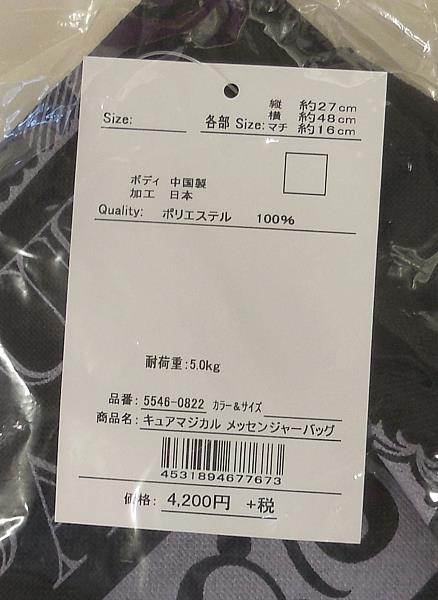 縦 約27cm
Size: 各部 Size: 横 約48cm
マチ 約16cm
ボディ 中国製
加工 日本
Quality: ポリエステル 100%
耐荷重:5.0kg
品番: 5546-0822 カラー&サイズ
商品名: キュアマジカル メッセンジャーバッグ
4531894677673
価格: 4,200円 +税